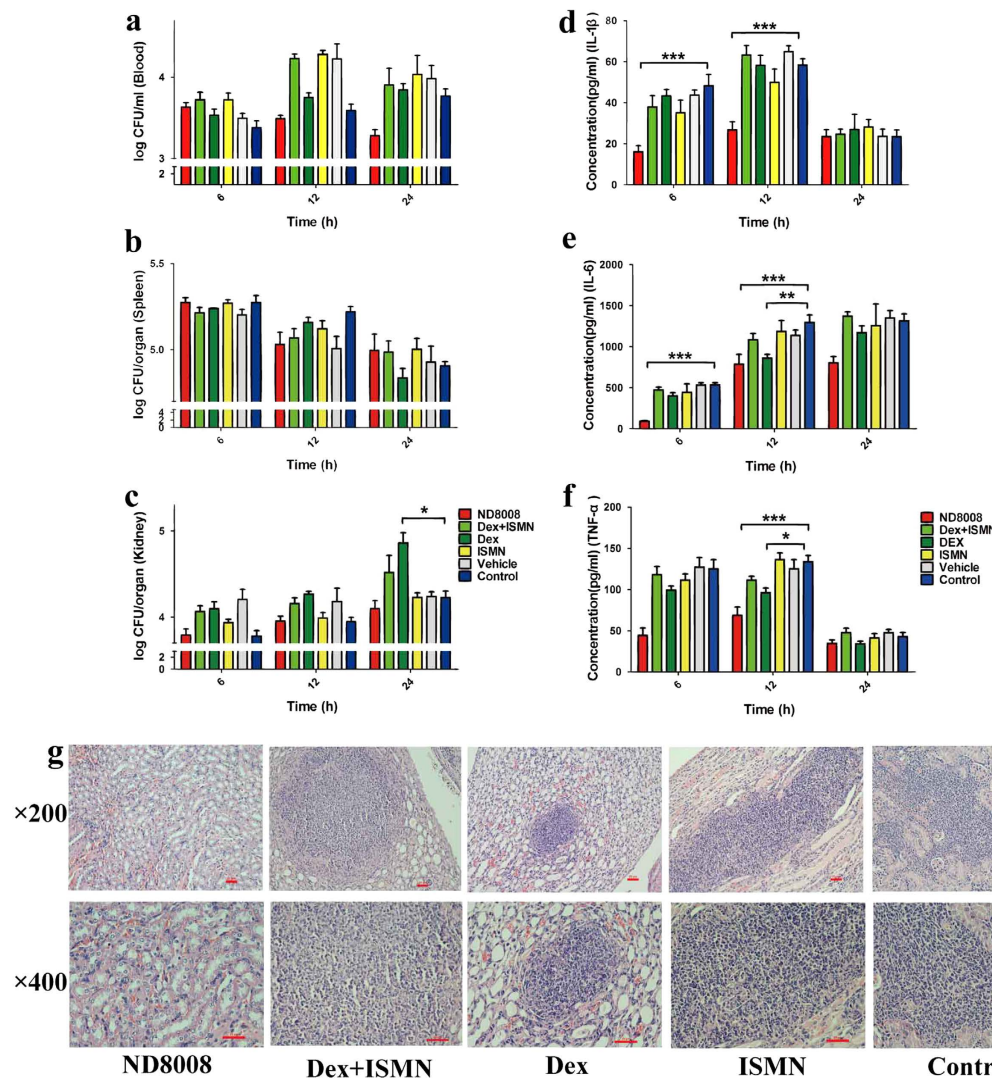 a
log CFU/ml (Blood)
4
3
2
6
12
24
Time (h)
b
log CFU/organ (Spleen)
5.5
5.0
4
2
0
6
12
24
Time (h)
c
log CFU/organ (Kidney)
5
4
2
0
6
12
24
Time (h)
*
ND8008
Dex+ISMN
Dex
ISMN
Vehicle
Control
d
Concentration(pg/ml) (IL-1β)
80
60
40
20
0
***
***
6
12
24
Time (h)
e
Concentration(pg/ml) (IL-6)
2000
1500
1000
500
0
***
***
**
6
12
24
Time (h)
f
Concentration(pg/ml) (TNF-α)
200
150
100
50
0
***
*
6
12
24
Time (h)
ND8008
Dex+ISMN
DEX
ISMN
Vehicle
Control
g
×200
×400
ND8008
Dex+ISMN
Dex
ISMN
Contr